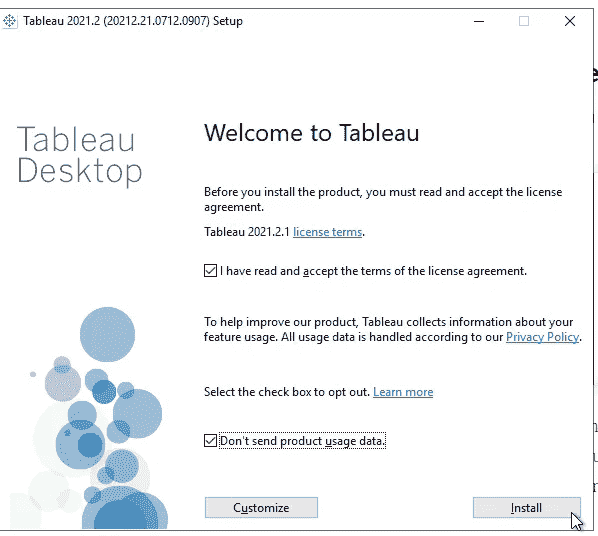 Tableau 2021.2 (20212.21.0712.0907) Setup
Tableau
Desktop
Welcome to Tableau
Before you install the product, you must read and accept the license
agreement.
Tableau 2021.2.1 license terms.
I have read and accept the terms of the license agreement.
To help improve our product, Tableau collects information about your
feature usage. All usage data is handled according to our Privacy Policy.
Select the check box to opt out. Learn more
Don't send product usage data.
Customize
Install